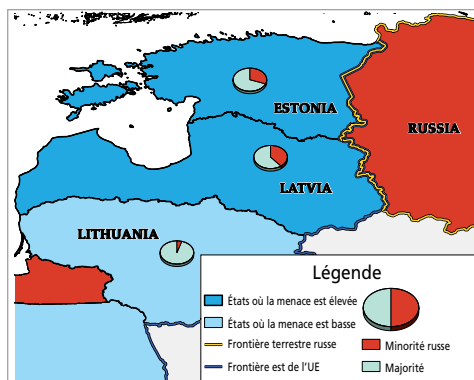 ESTONIA
RUSSIA
LATVIA
LITHUANIA
Légende
États où la menace est élevée
États où la menace est basse
Frontière terrestre russe
Minorité russe
Frontière est de l'UE
Majorité